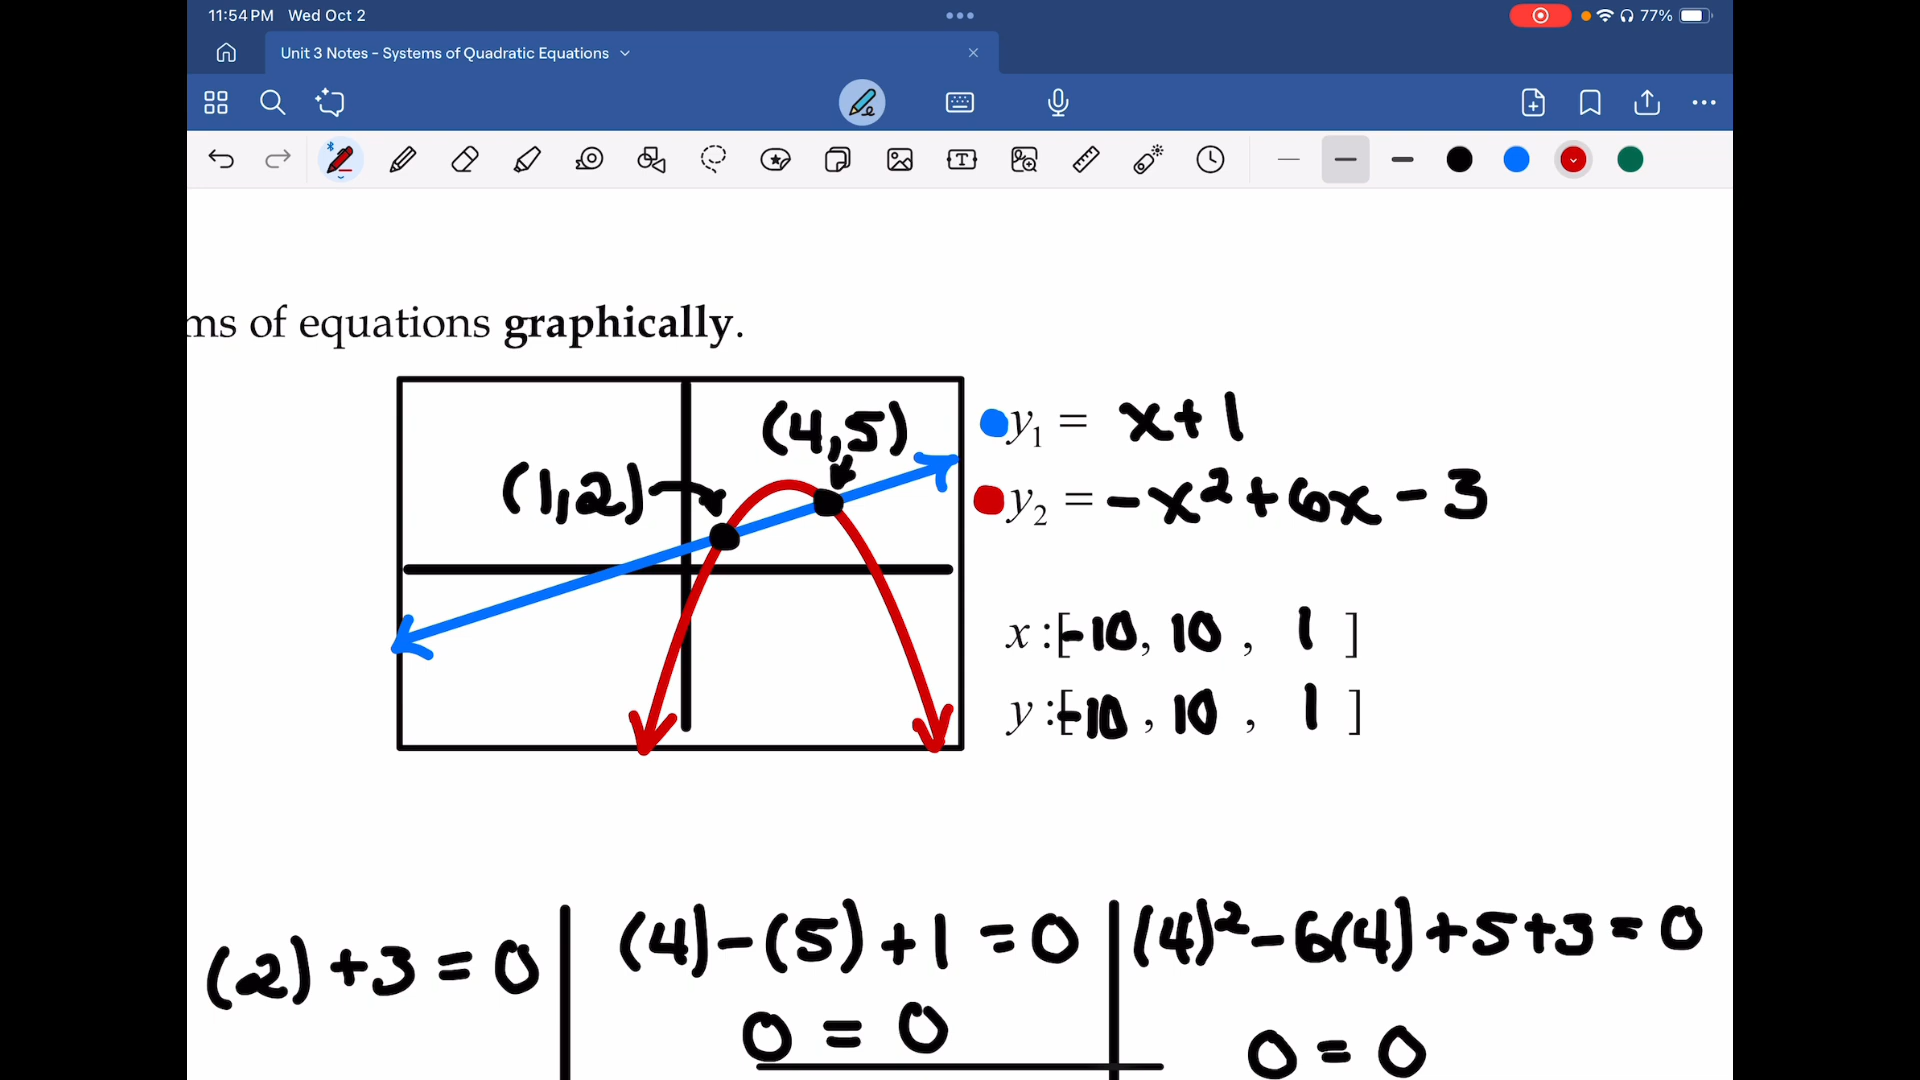 11:54 PM Wed Oct 2
77%
Unit 3 Notes - Systems of Quadratic Equations
ms of equations graphically.
(4,5)
(1,2)
y₁ = x+1
y₂ = -x²+6x-3
x:[-10, 10, 1]
y:[-10, 10, 1]
(2)+3=0
(4)-(5)+1=0
0=0
(4)²-6(4)+5+3=0
0=0